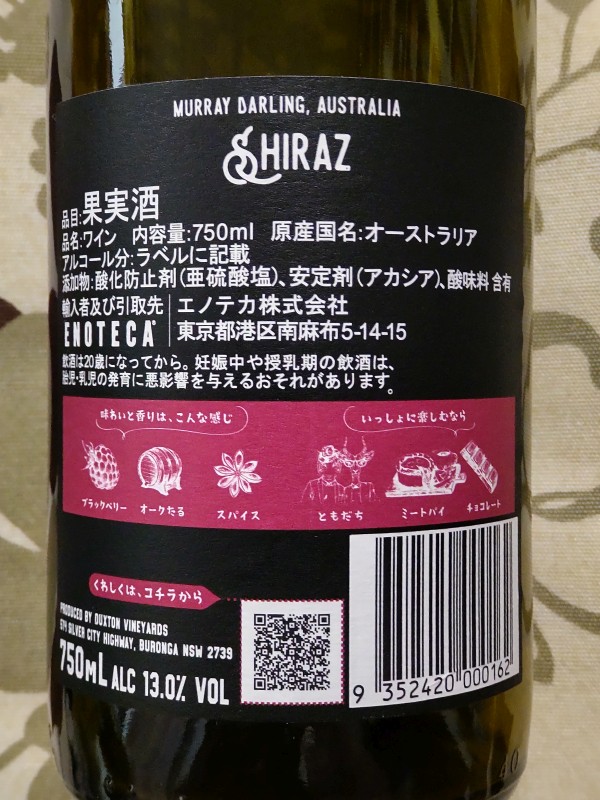 MURRAY DARLING, AUSTRALIA
SHIRAZ
品目:果実酒
品名:ワイン 内容量:750ml 原産国名:オーストラリア
アルコール分:ラベルに記載
添加物:酸化防止剤(亜硫酸塩)、安定剤(アカシア)、酸味料 含有
輸入者及び引取先 エノテカ株式会社
ENOTECA 東京都港区南麻布5-14-15
飲酒は20歳になってから。妊娠中や授乳期の飲酒は、
胎児・乳児の発育に悪影響を与えるおそれがあります。
味わいと香りは、こんな感じ
ブラックベリー オークたる スパイス
いっしょに楽しむなら
ともだち ミートパイ チョコレート
くわしくは、コチラから
PRODUCED BY DUXTON VINEYARDS
574 SILVER CITY HIGHWAY, BURONGA NSW 2739
750ML ALC 13.0% VOL
9 352420 000162